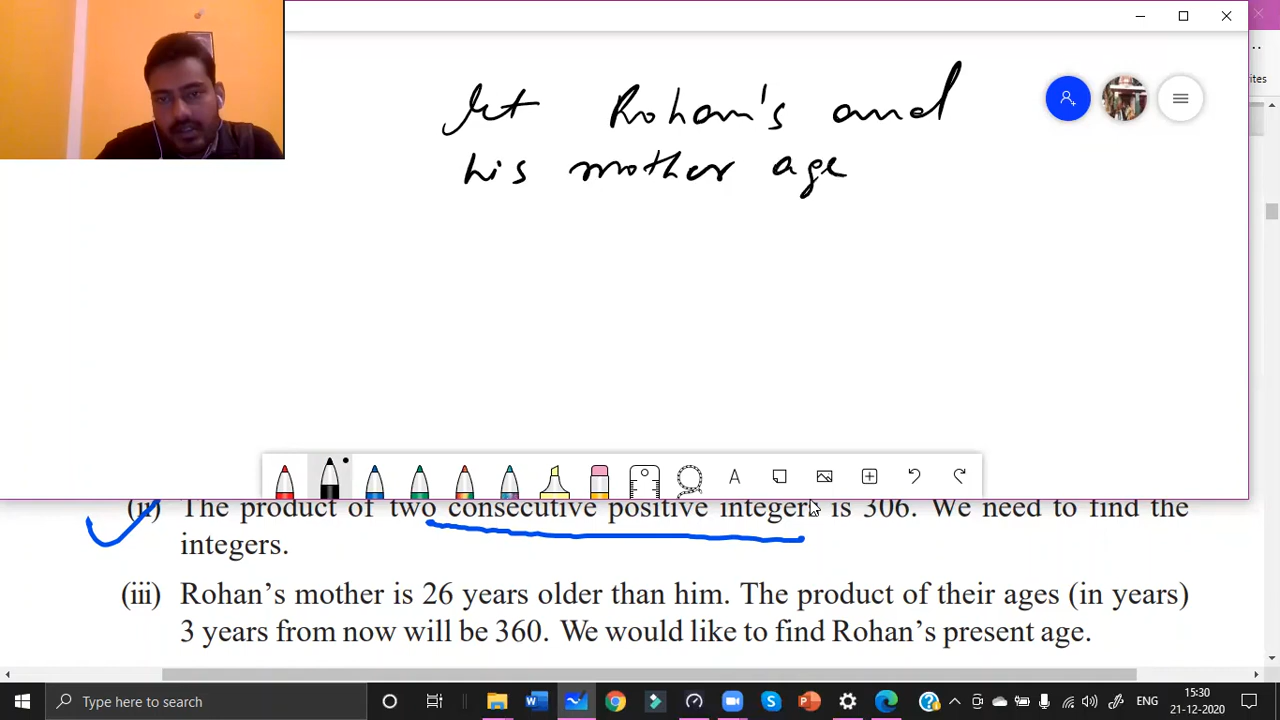 let Rohan's and
his mother age
(ii) The product of two consecutive positive integers is 306. We need to find the
integers.
(iii) Rohan's mother is 26 years older than him. The product of their ages (in years)
3 years from now will be 360. We would like to find Rohan's present age.
Type here to search
ENG
15:30
21-12-2020